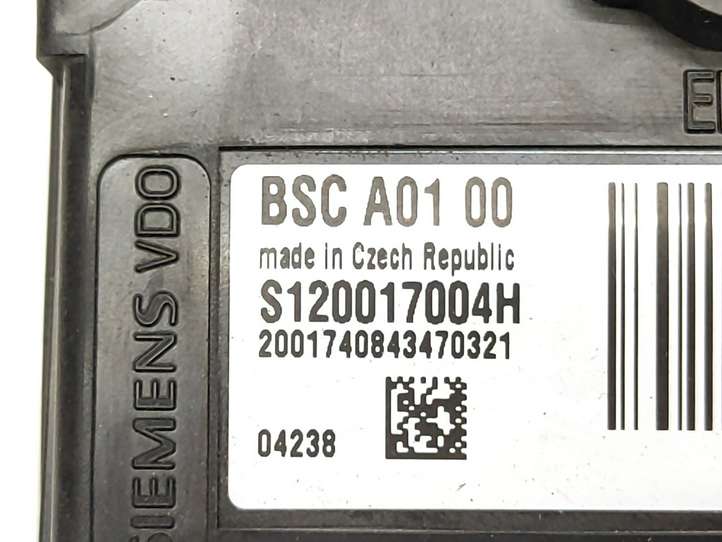 BSC A01 00
made in Czech Republic
S120017004H
2001740843470321
04238
SIEMENS VDO